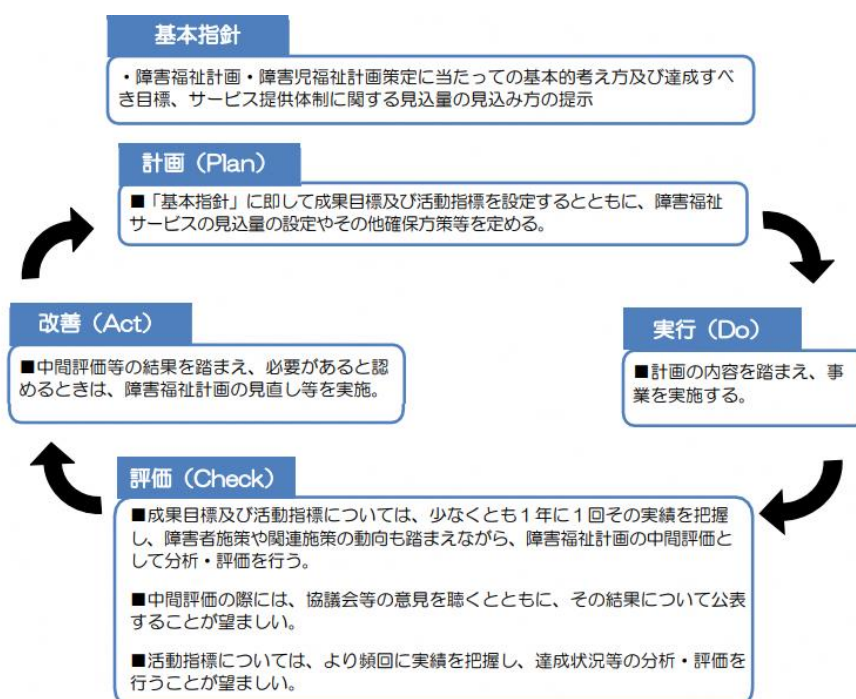 基本指針
・障害福祉計画・障害児福祉計画策定に当たっての基本的考え方及び達成すべ
き目標、サービス提供体制に関する見込量の見込み方の提示
計画（Plan）
■「基本指針」に即して成果目標及び活動指標を設定するとともに、障害福祉
サービスの見込量の設定やその他確保方策等を定める。
改善（Act）
■中間評価等の結果を踏まえ、必要があると認
めるときは、障害福祉計画の見直し等を実施。
実行（Do）
■計画の内容を踏まえ、事
業を実施する。
評価（Check）
■成果目標及び活動指標については、少なくとも１年に１回その実績を把握
し、障害者施策や関連施策の動向も踏まえながら、障害福祉計画の中間評価と
して分析・評価を行う。
■中間評価の際には、協議会等の意見を聴くとともに、その結果について公表
することが望ましい。
■活動指標については、より頻回に実績を把握し、達成状況等の分析・評価を
行うことが望ましい。